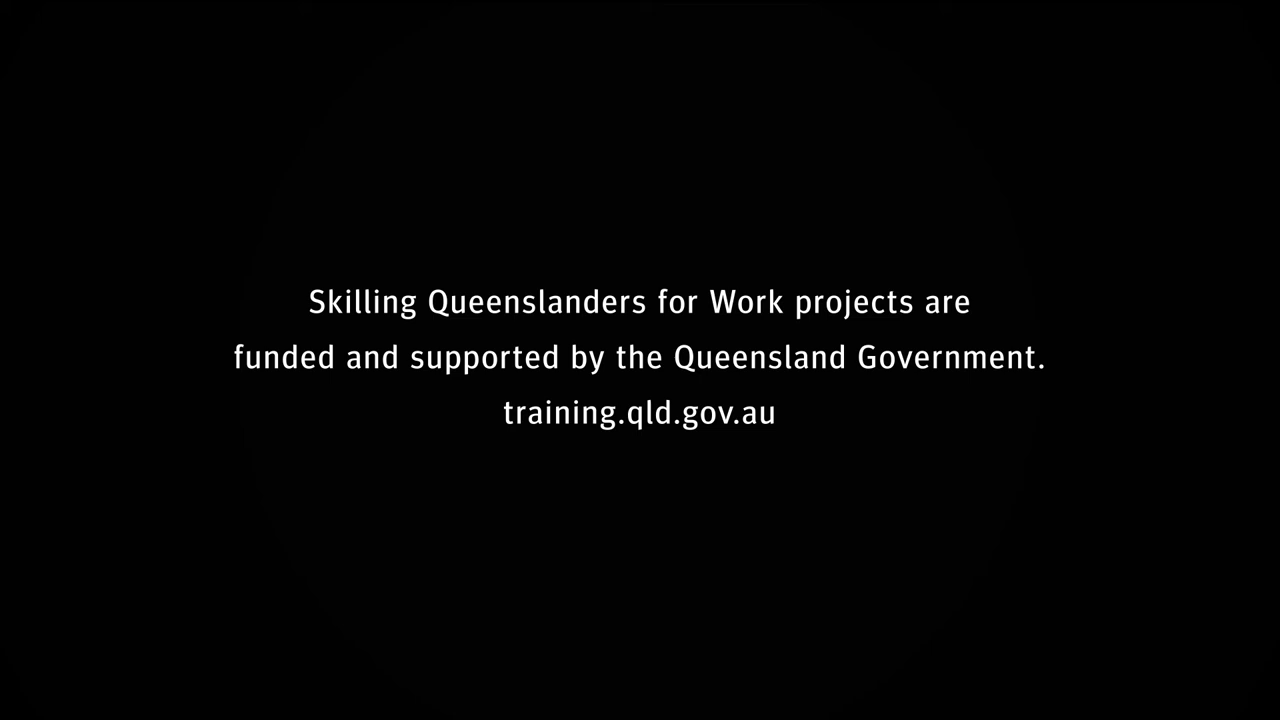 Skilling Queenslanders for Work projects are
funded and supported by the Queensland Government.
training.qld.gov.au